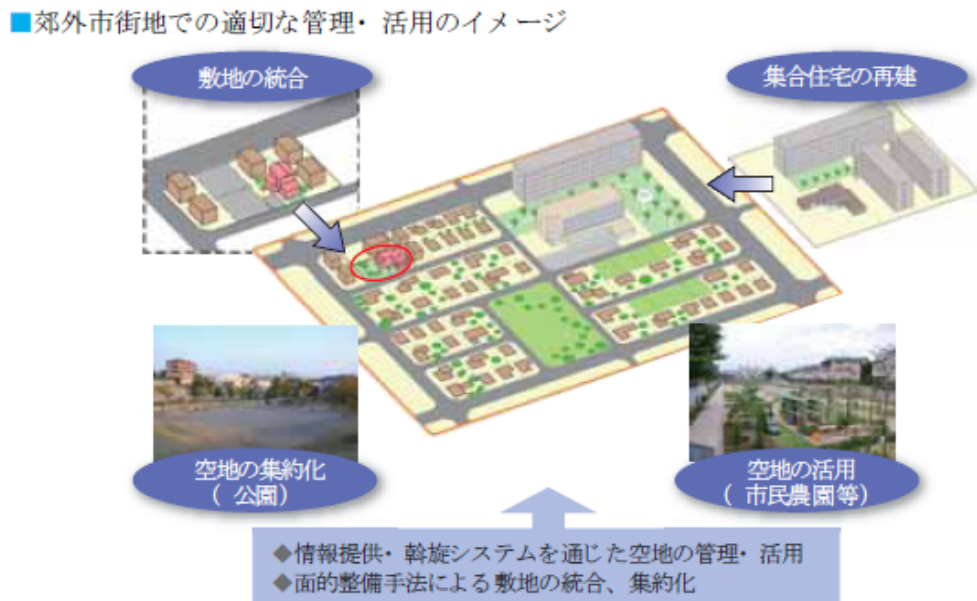 ■郊外市街地での適切な管理・活用のイメージ
敷地の統合
集合住宅の再建
空地の集約化
（公園）
空地の活用
（市民農園等）
◆情報提供・斡旋システムを通じた空地の管理・活用
◆面的整備手法による敷地の統合、集約化